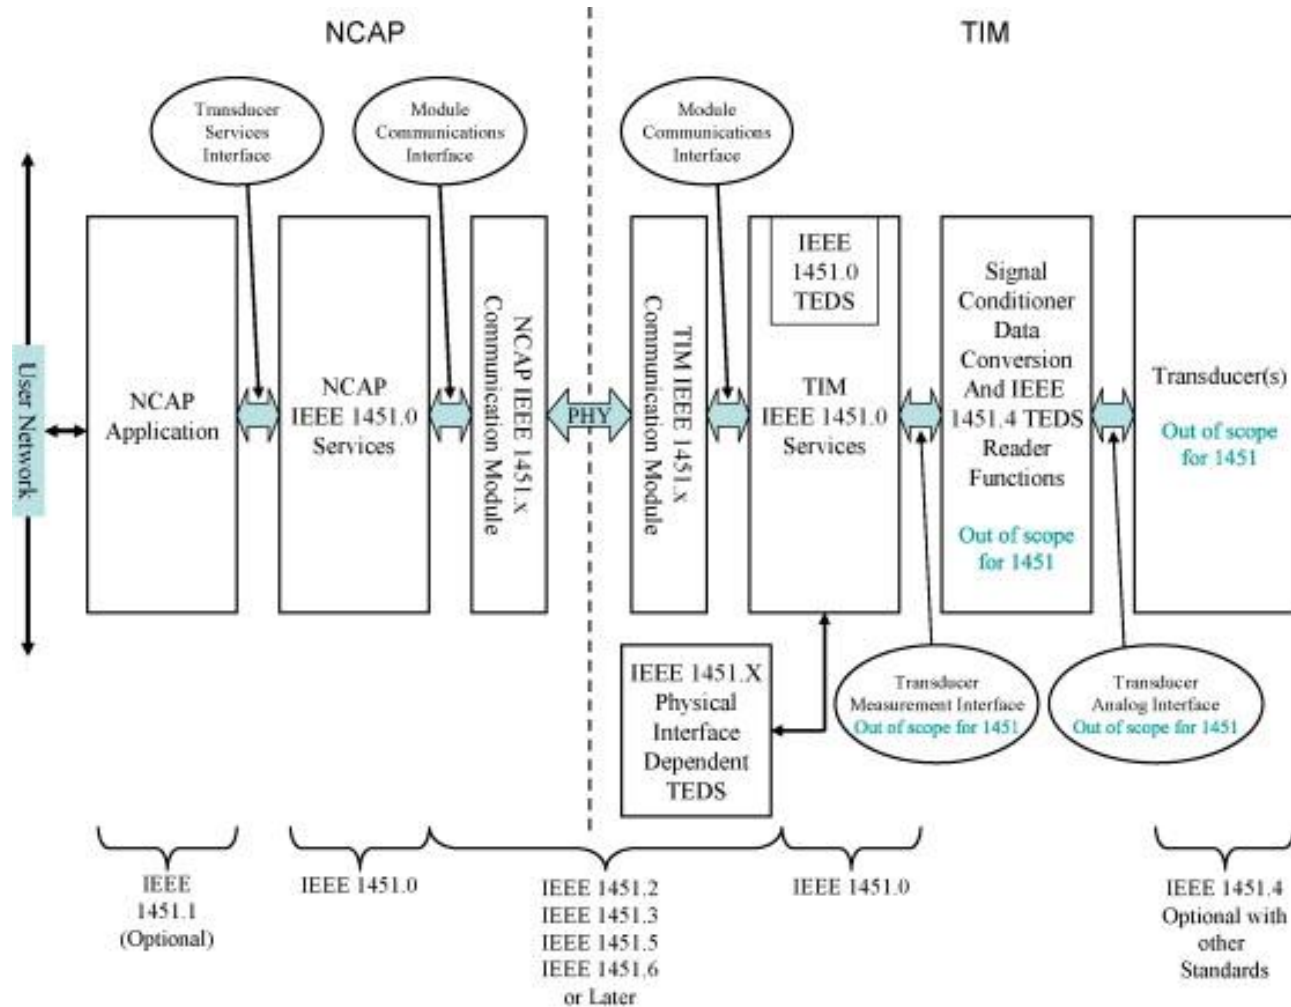 NCAP
TIM
Transducer
Services
Interface
Module
Communications
Interface
Module
Communications
Interface
User Network
NCAP
Application
NCAP
IEEE 1451.0
Services
NCAP IEEE 1451.x
Communication Module
PHY
TIM IEEE 1451.x
Communication Module
IEEE
1451.0
TEDS
TIM
IEEE 1451.0
Services
Signal
Conditioner
Data
Conversion
And IEEE
1451.4 TEDS
Reader
Functions
Out of scope
for 1451
Transducer(s)
Out of scope
for 1451
IEEE 1451.X
Physical
Interface
Dependent
TEDS
Transducer
Measurement Interface
Out of scope for 1451
Transducer
Analog Interface
Out of scope for 1451
IEEE
1451.1
(Optional)
IEEE 1451.0
IEEE 1451.2
IEEE 1451.3
IEEE 1451.5
IEEE 1451.6
or Later
IEEE 1451.0
IEEE 1451.4
Optional with
other
Standards